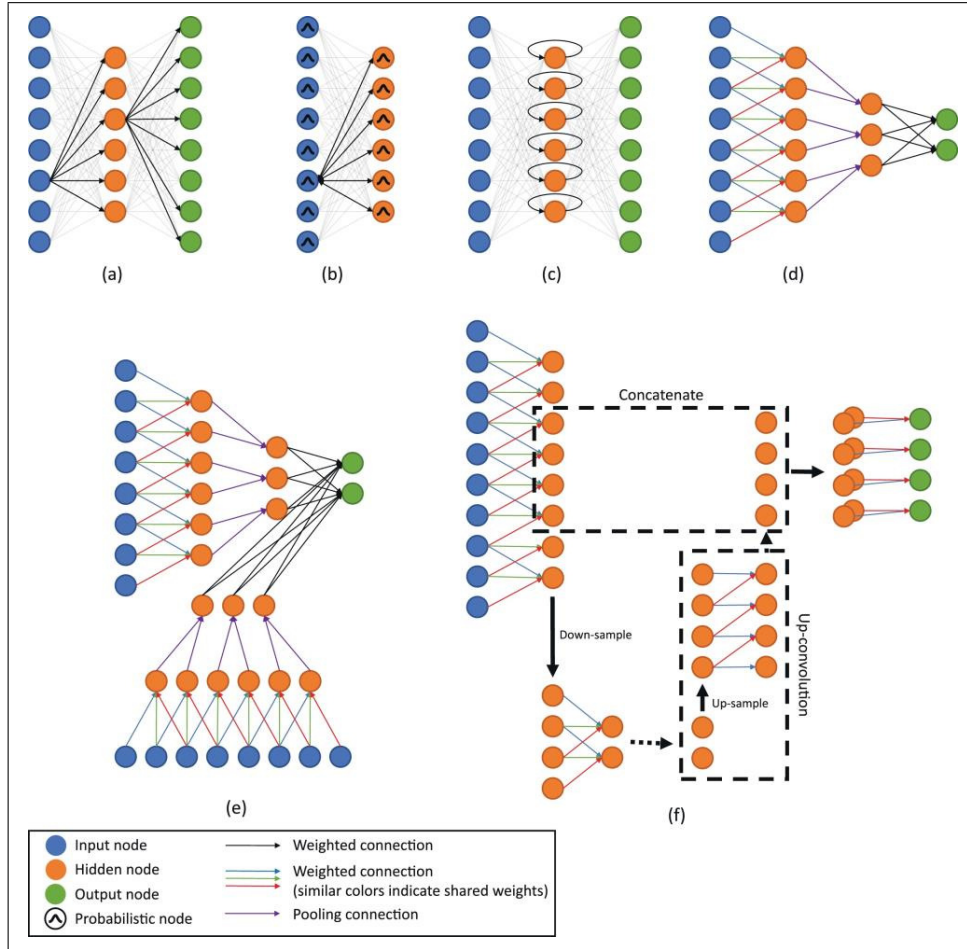 (a)
(b)
(c)
(d)
Concatenate
Down-sample
Up-sample
Up-convolution
(e)
(f)
Input node
Hidden node
Output node
Probabilistic node
Weighted connection
Weighted connection
(similar colors indicate shared weights)
Pooling connection